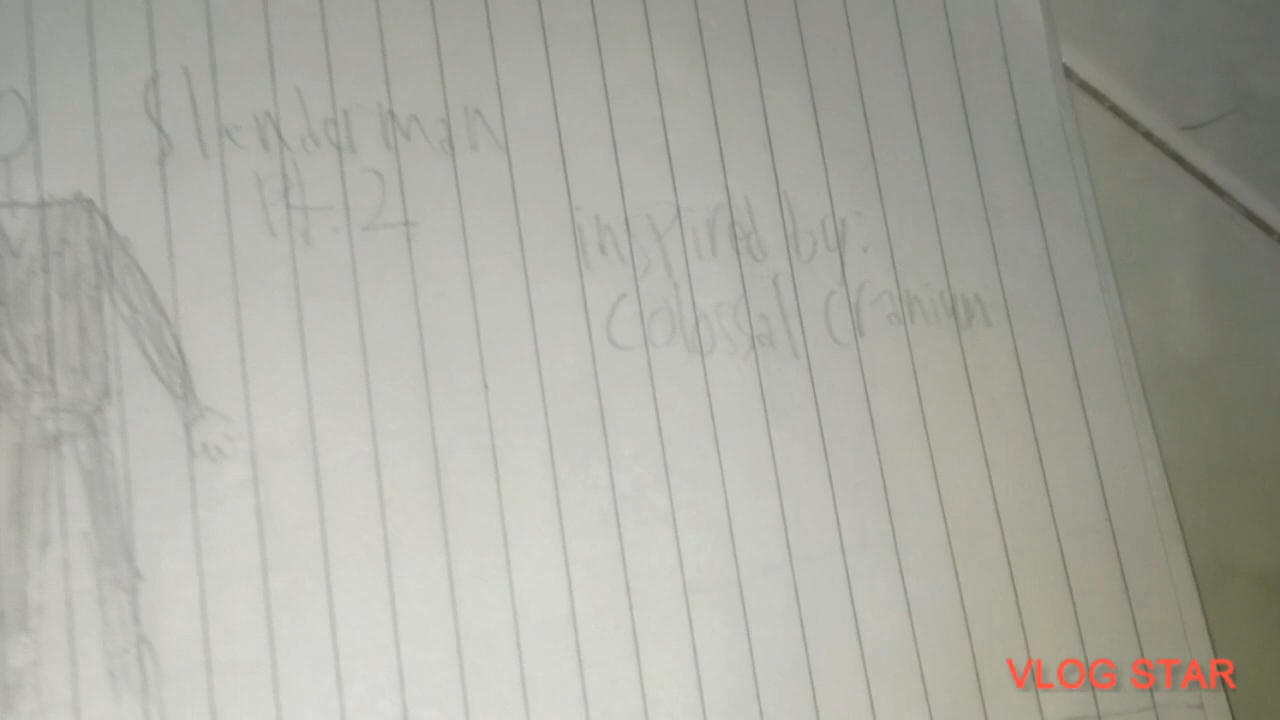 Slenderman
Pt. 2
inspired by:
Colossal Cranium
VLOG STAR